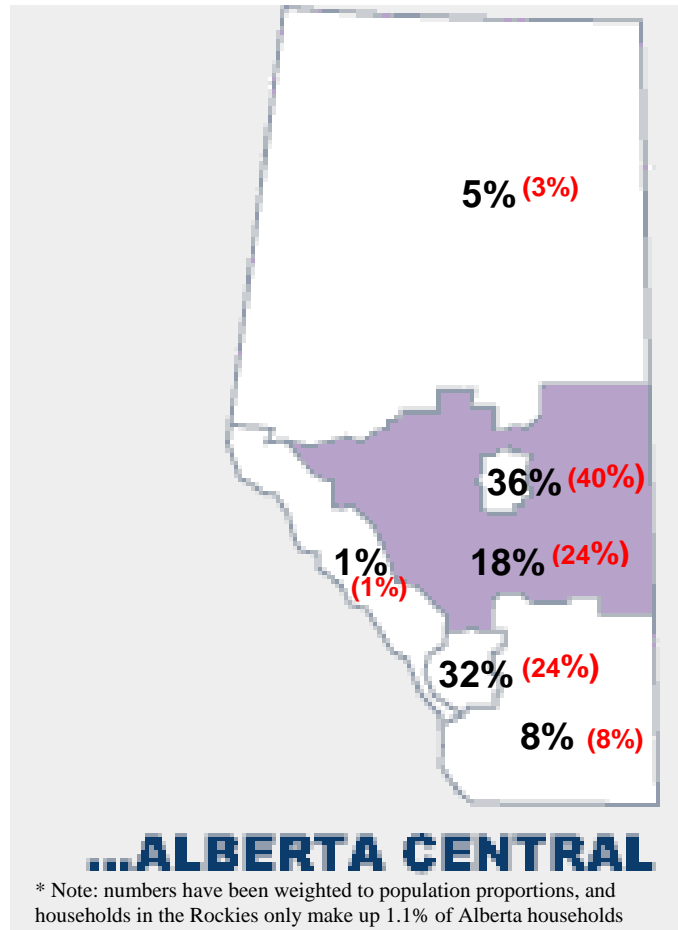 5% (3%)
36% (40%)
1%
18% (24%)
(1%)
32% (24%)
8% (8%)
...ALBERTA CENTRAL
* Note: numbers have been weighted to population proportions, and
households in the Rockies only make up 1.1% of Alberta households